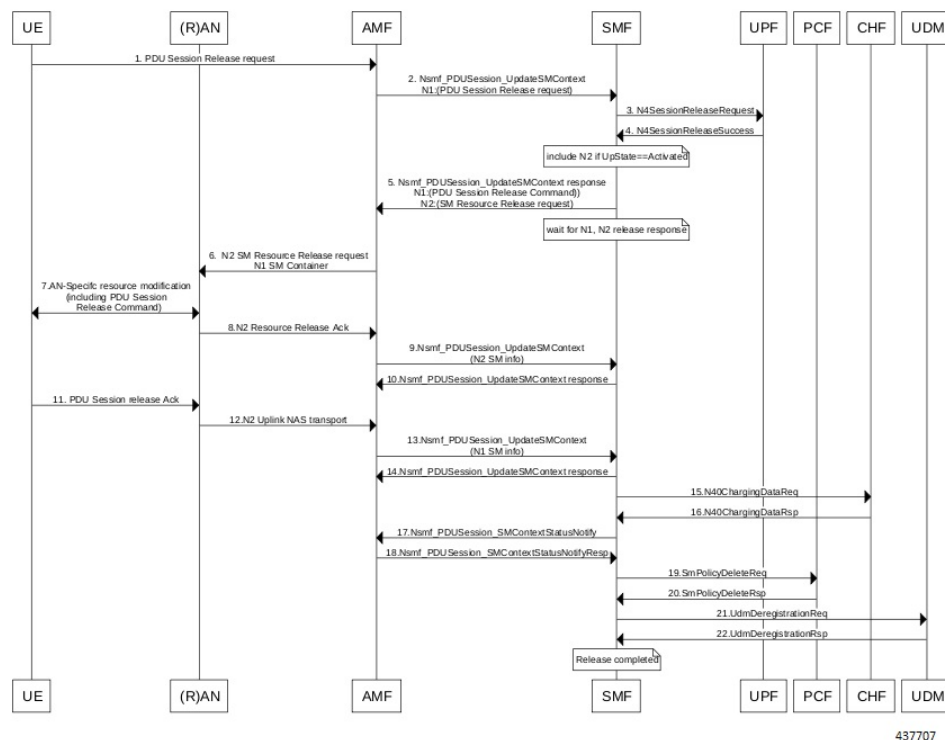 UE (R)AN AMF SMF UPF PCF CHF UDM
1. PDU Session Release request
2. Nsmf_PDUSession_UpdateSMContext
N1:(PDU Session Release request)
3. N4SessionReleaseRequest
4. N4SessionReleaseSuccess
include N2 if UpState==Activated
5. Nsmf_PDUSession_UpdateSMContext response
N1:(PDU Session Release Command))
N2:(SM Resource Release request)
wait for N1, N2 release response
6. N2 SM Resource Release request
N1 SM Container
7.AN-Specifc resource modification
(including PDU Session
Release Command)
8.N2 Resource Release Ack
9.Nsmf_PDUSession_UpdateSMContext
(N2 SM info)
10.Nsmf_PDUSession_UpdateSMContext response
11. PDU Session release Ack
12.N2 Uplink NAS transport
13.Nsmf_PDUSession_UpdateSMContext
(N1 SM info)
14.Nsmf_PDUSession_UpdateSMContext response
15.N40ChargingDataReq
16.N40ChargingDataRsp
17.Nsmf_PDUSession_SMContextStatusNotify
18.Nsmf_PDUSession_SMContextStatusNotifyResp
19.SmPolicyDeleteReq
20.SmPolicyDeleteRsp
21.UdmDeregistrationReq
22.UdmDeregistrationRsp
Release completed
UE (R)AN AMF SMF UPF PCF CHF UDM
437707